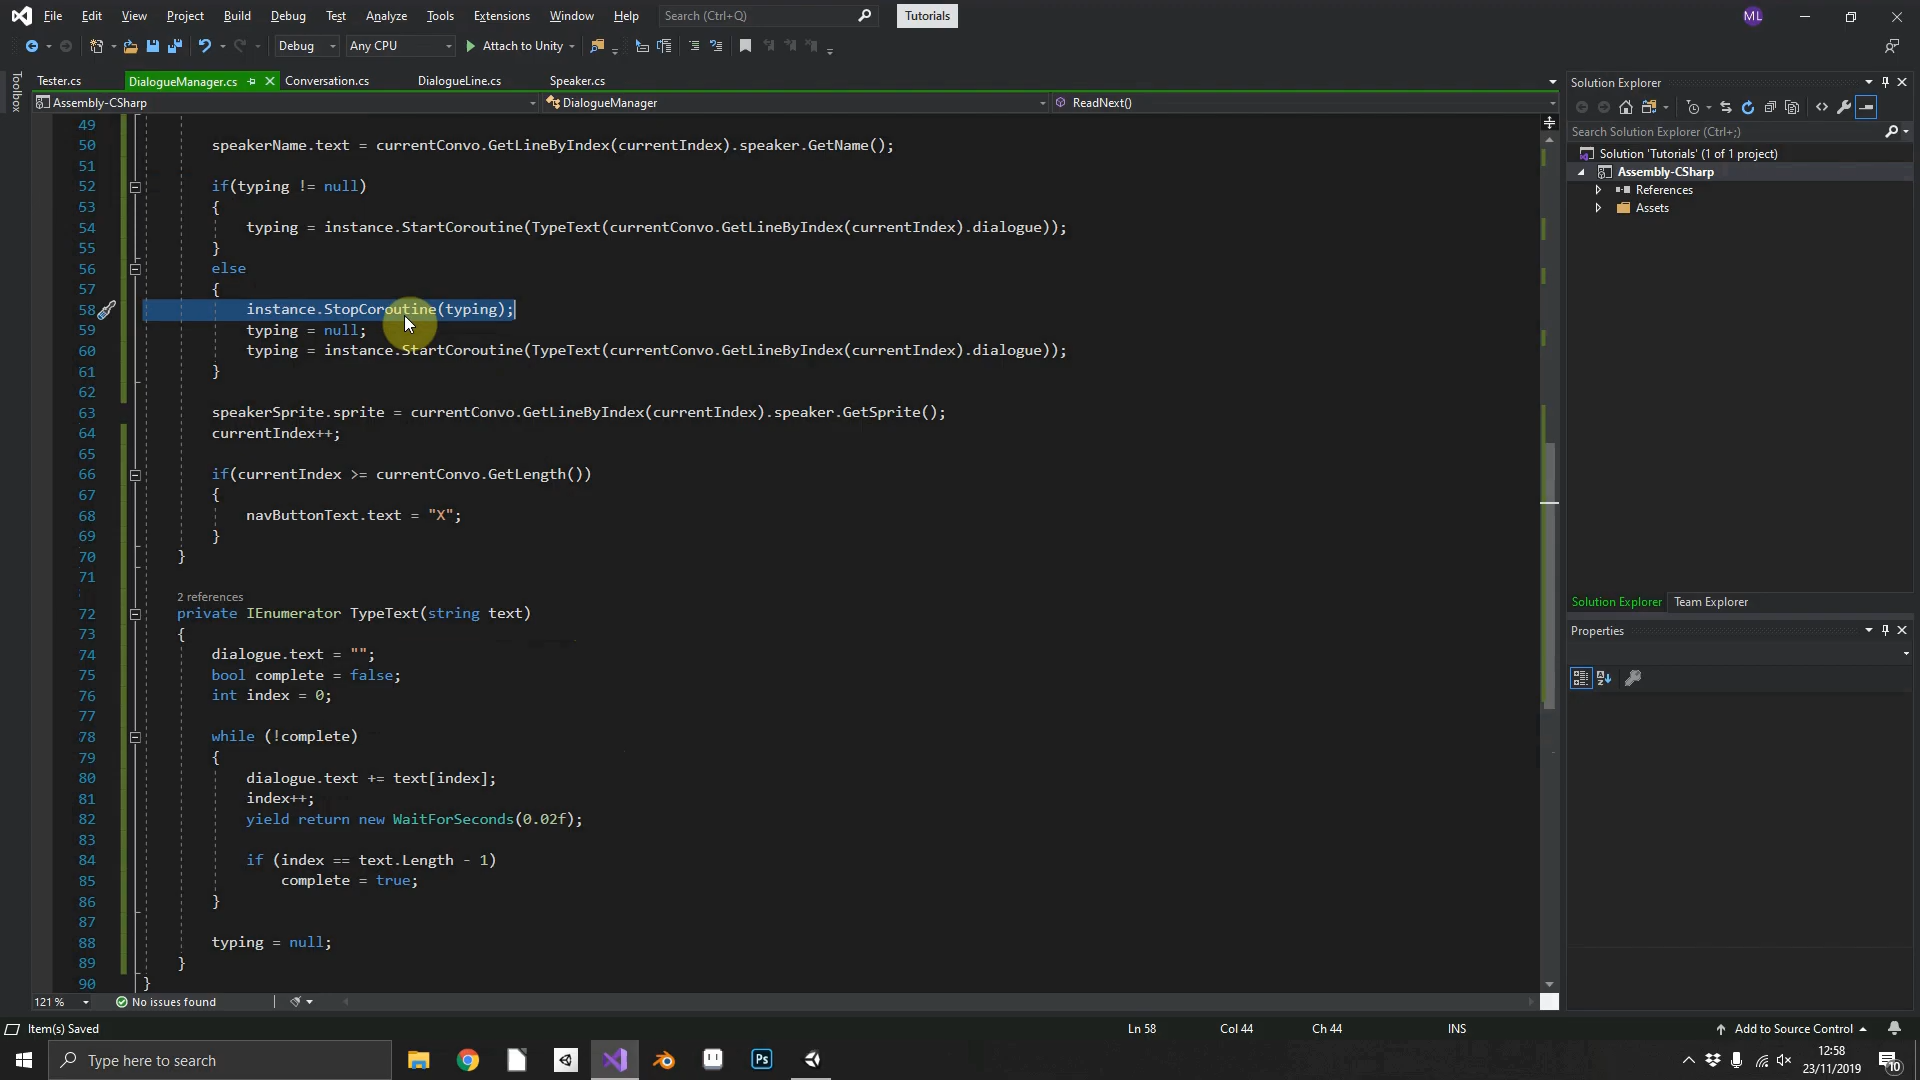 File Edit View Project Build Debug Test Analyze Tools Extensions Window Help Search (Ctrl+Q) Tutorials ML
Debug Any CPU Attach to Unity
Toolbox
Tester.cs DialogueManager.cs Conversation.cs DialogueLine.cs Speaker.cs
Assembly-CSharp DialogueManager ReadNext()
49
50 speakerName.text = currentConvo.GetLineByIndex(currentIndex).speaker.GetName();
51
52 if(typing != null)
53 {
54 typing = instance.StartCoroutine(TypeText(currentConvo.GetLineByIndex(currentIndex).dialogue));
55 }
56 else
57 {
58 instance.StopCoroutine(typing);
59 typing = null;
60 typing = instance.StartCoroutine(TypeText(currentConvo.GetLineByIndex(currentIndex).dialogue));
61 }
62
63 speakerSprite.sprite = currentConvo.GetLineByIndex(currentIndex).speaker.GetSprite();
64 currentIndex++;
65
66 if(currentIndex >= currentConvo.GetLength())
67 {
68 navButtonText.text = "X";
69 }
70 }
71
2 references
72 private IEnumerator TypeText(string text)
73 {
74 dialogue.text = "";
75 bool complete = false;
76 int index = 0;
77
78 while (!complete)
79 {
80 dialogue.text += text[index];
81 index++;
82 yield return new WaitForSeconds(0.02f);
83
84 if (index == text.Length - 1)
85 complete = true;
86 }
87
88 typing = null;
89 }
90 }
121 % No issues found
Solution Explorer
Search Solution Explorer (Ctrl+;)
Solution 'Tutorials' (1 of 1 project)
Assembly-CSharp
References
Assets
Solution Explorer Team Explorer
Properties
Item(s) Saved Ln 58 Col 44 Ch 44 INS Add to Source Control
Type here to search Ps 12:58
23/11/2019 10